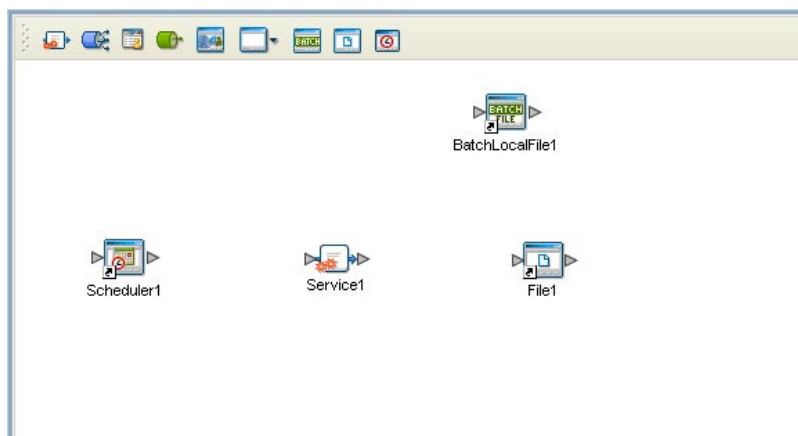 BATCH
BATCH
FILE
BatchLocalFile1
Scheduler1
Service1
File1